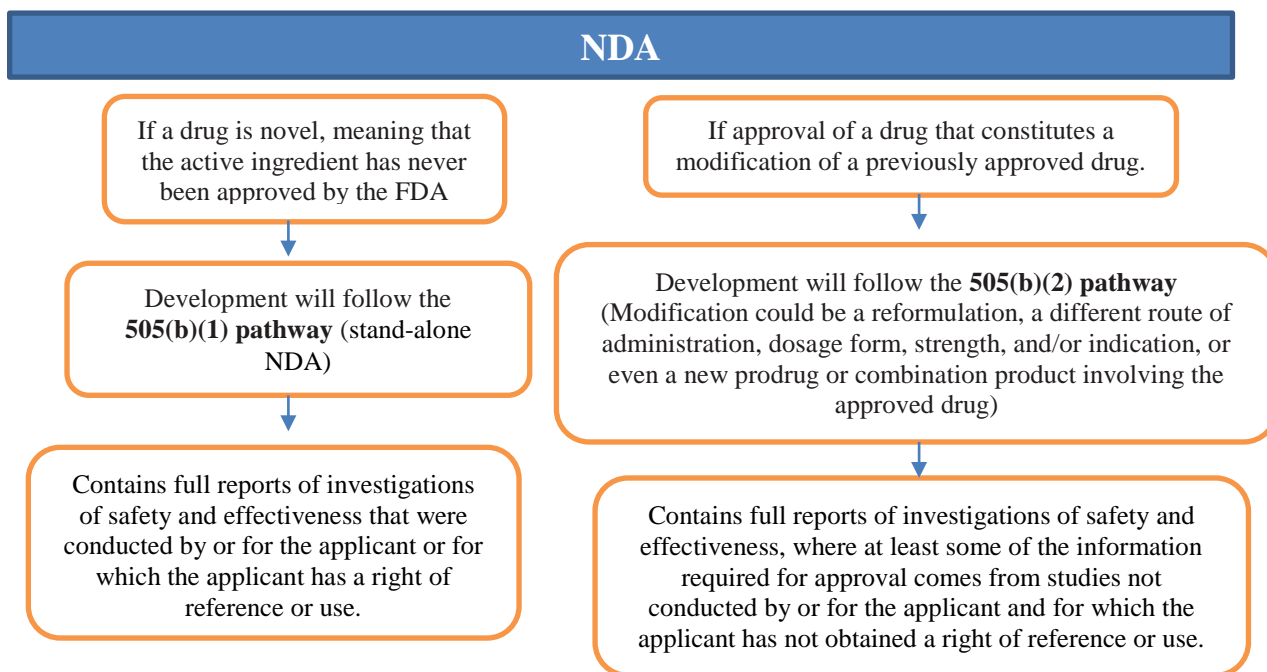 NDA
If a drug is novel, meaning that
the active ingredient has never
been approved by the FDA
Development will follow the
505(b)(1) pathway (stand-alone
NDA)
Contains full reports of investigations
of safety and effectiveness that were
conducted by or for the applicant or for
which the applicant has a right of
reference or use.
If approval of a drug that constitutes a
modification of a previously approved drug.
Development will follow the 505(b)(2) pathway
(Modification could be a reformulation, a different route of
administration, dosage form, strength, and/or indication, or
even a new prodrug or combination product involving the
approved drug)
Contains full reports of investigations of safety and
effectiveness, where at least some of the information
required for approval comes from studies not
conducted by or for the applicant and for which the
applicant has not obtained a right of reference or use.